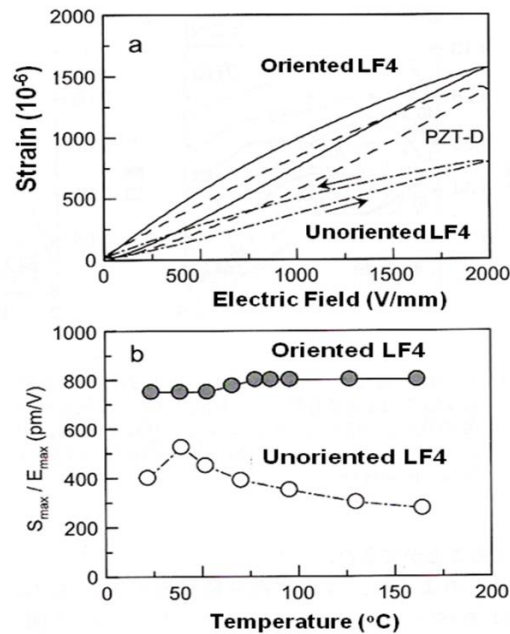 a
2000
1500
1000
500
0
Strain (10⁻⁶)
Oriented LF4
PZT-D
Unoriented LF4
500
1000
1500
2000
Electric Field (V/mm)
b
1000
800
600
400
200
0
Smax / Emax (pm/V)
Oriented LF4
Unoriented LF4
0
50
100
150
200
Temperature (ºC)